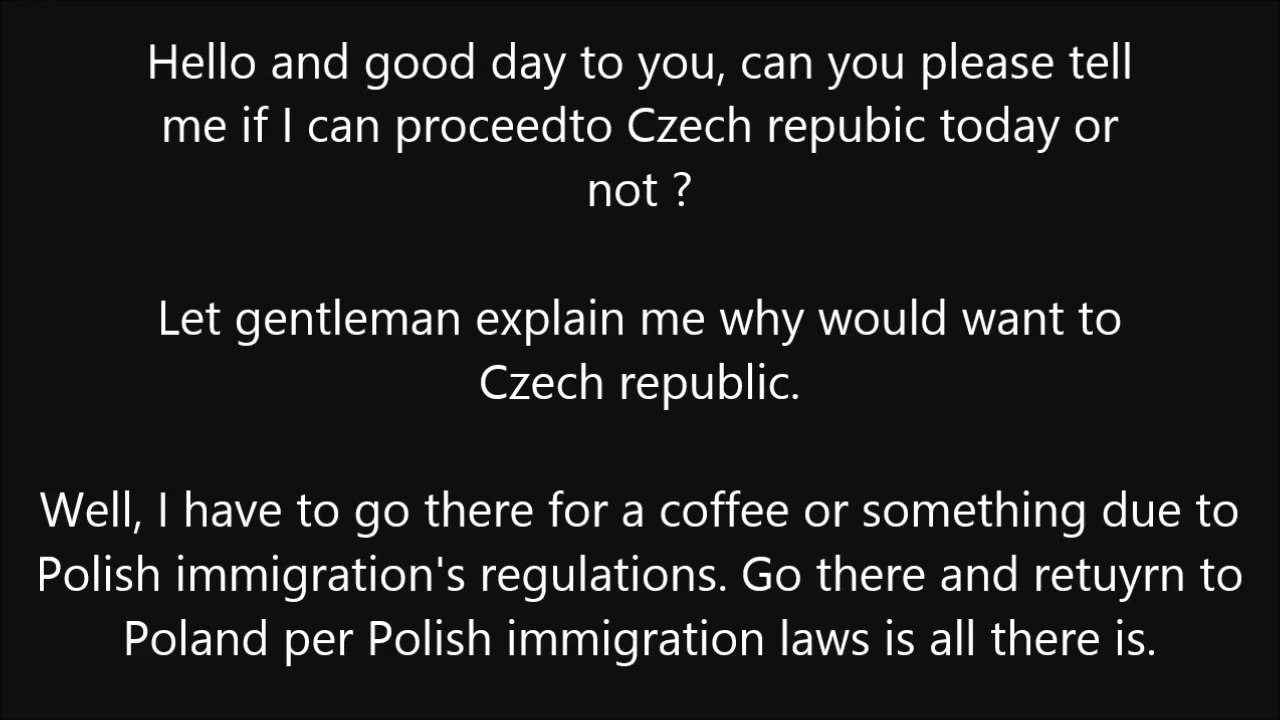 Hello and good day to you, can you please tell
me if I can proceedto Czech repubic today or
not ?
Let gentleman explain me why would want to
Czech republic.
Well, I have to go there for a coffee or something due to
Polish immigration's regulations. Go there and retuyrn to
Poland per Polish immigration laws is all there is.